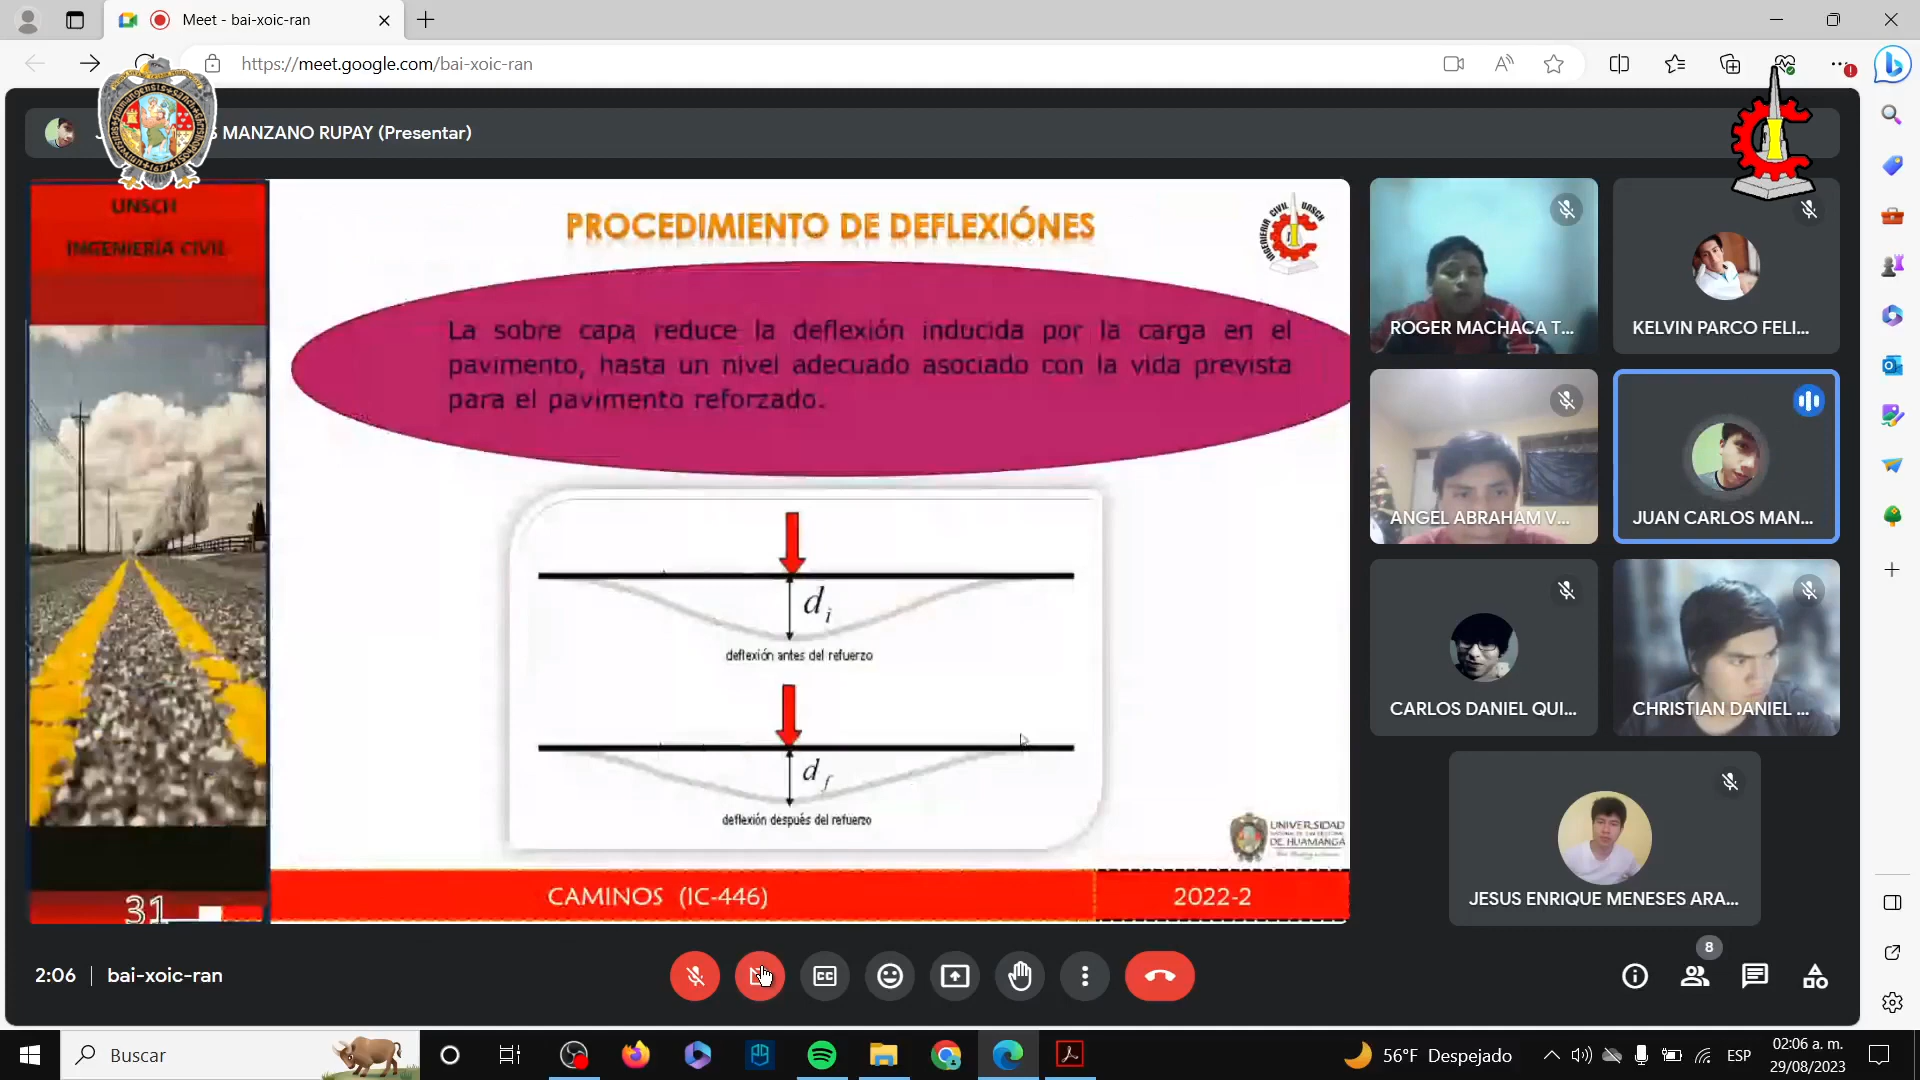 Meet - bai-xoic-ran
https://meet.google.com/bai-xoic-ran
MANZANO RUPAY (Presentar)
UNSCH
INGENIERÍA CIVIL
PROCEDIMIENTO DE DEFLEXIÓNES
INGENIERIA CIVIL UNSCH
La sobre capa reduce la deflexión inducida por la carga en el
pavimento, hasta un nivel adecuado asociado con la vida prevista
para el pavimento reforzado.
di
deflexión antes del refuerzo
df
deflexión después del refuerzo
UNIVERSIDAD
DE HUAMANGA
31
CAMINOS (IC-446)
2022-2
ROGER MACHACA T...
KELVIN PARCO FELI...
ANGEL ABRAHAM V...
JUAN CARLOS MAN...
CARLOS DANIEL QUI...
CHRISTIAN DANIEL ...
JESUS ENRIQUE MENESES ARA...
2:06 | bai-xoic-ran
8
Buscar
56°F Despejado
ESP
02:06 a. m.
29/08/2023